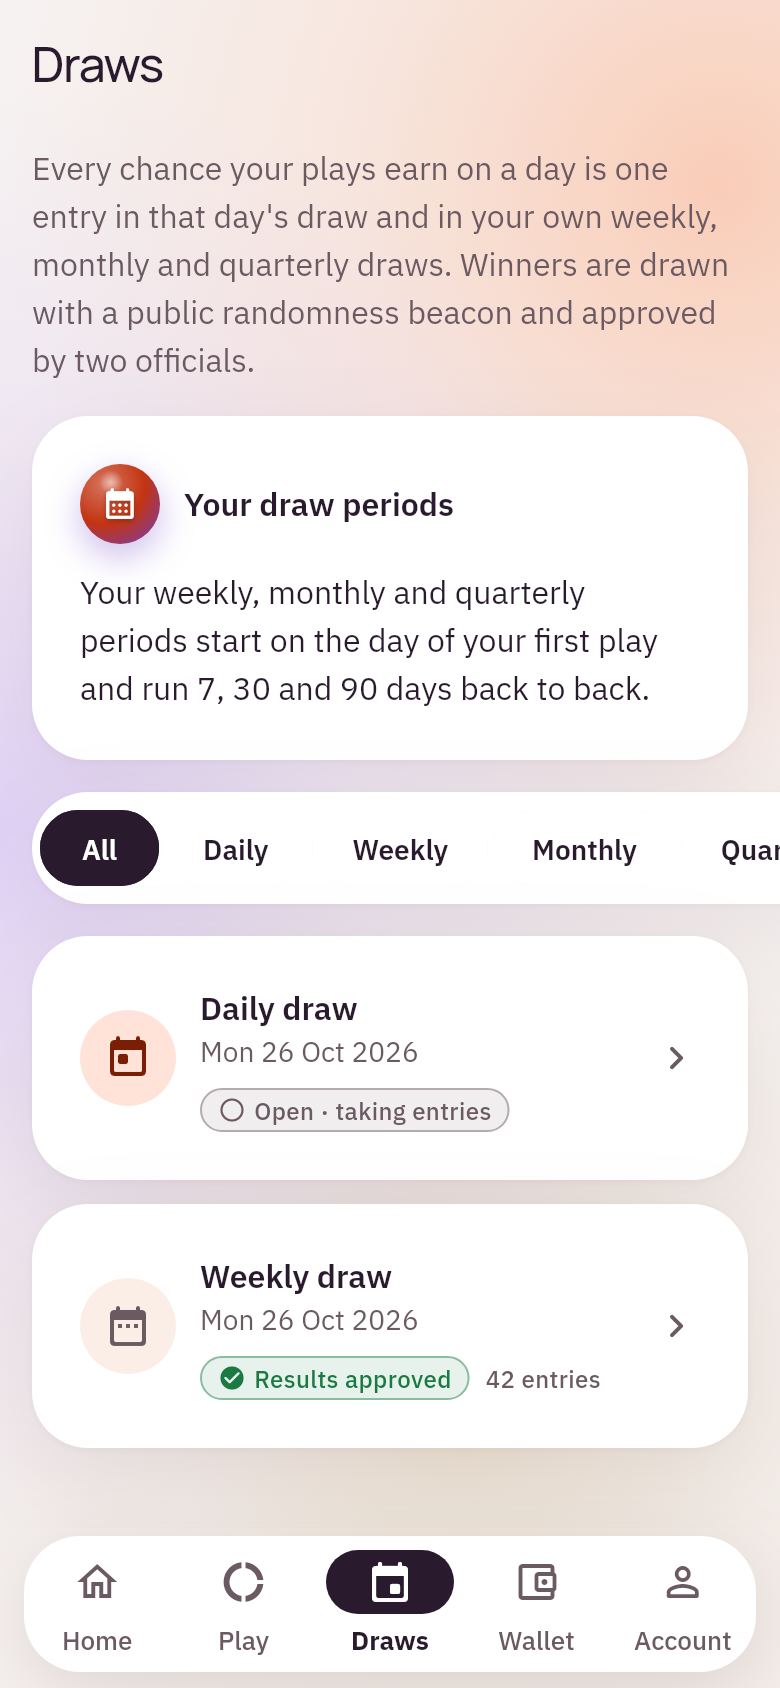 Draws
Every chance your plays earn on a day is one
entry in that day's draw and in your own weekly,
monthly and quarterly draws. Winners are drawn
with a public randomness beacon and approved
by two officials.
Your draw periods
Your weekly, monthly and quarterly
periods start on the day of your first play
and run 7, 30 and 90 days back to back.
All Daily Weekly Monthly Quar
Daily draw
Mon 26 Oct 2026
Open · taking entries
Weekly draw
Mon 26 Oct 2026
Results approved 42 entries
Home Play Draws Wallet Account